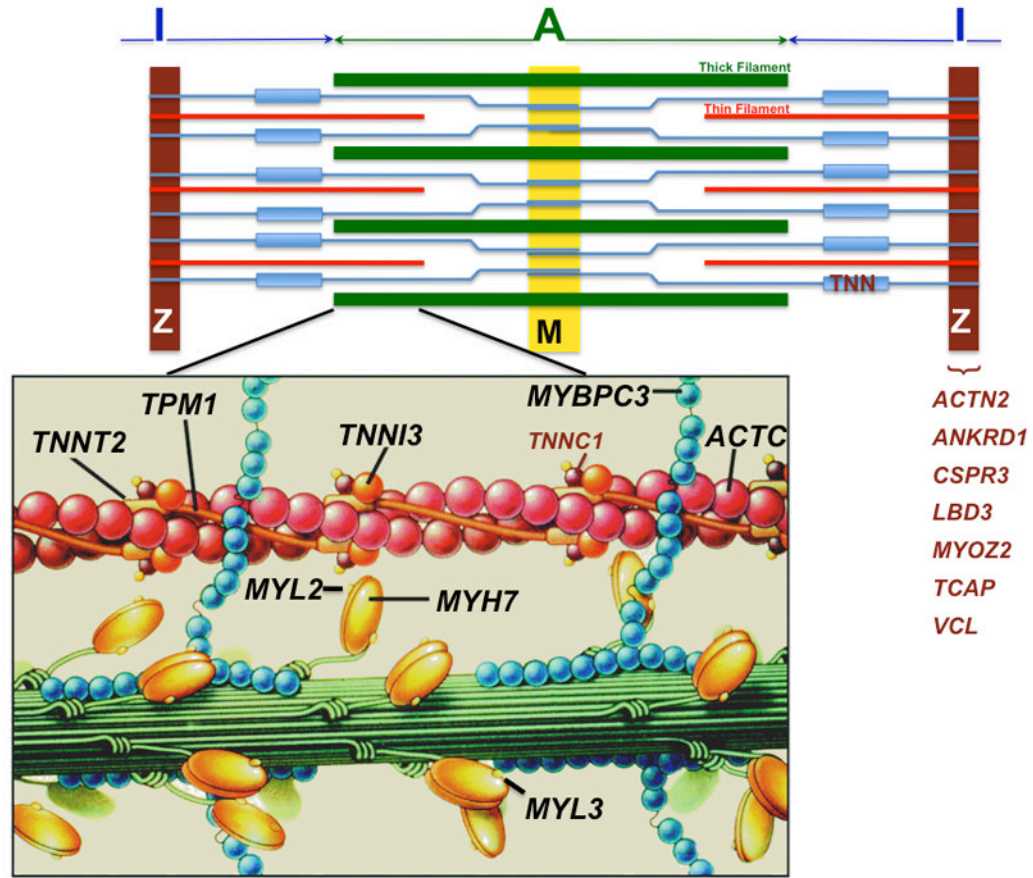 I A I
Thick Filament
Thin Filament
TNN
Z M Z
ACTN2
ANKRD1
CSPR3
LBD3
MYOZ2
TCAP
VCL
MYBPC3
TPM1
TNNT2 TNNI3 TNNC1 ACTC
MYL2 MYH7
MYL3